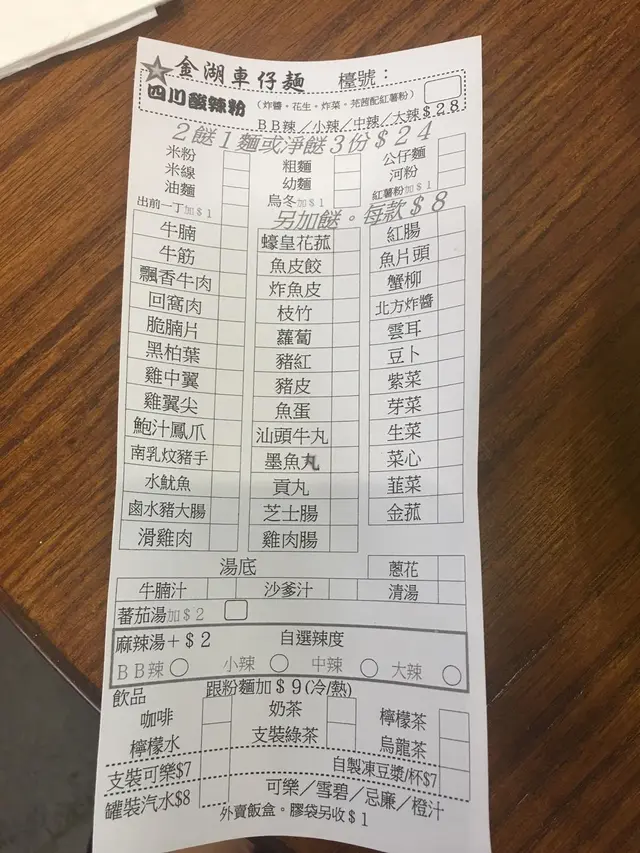 金湖車仔麵 檯號：
四川酸辣粉 （炸醬。花生。炸菜。芫茜配紅薯粉）
BB辣／小辣／中辣／大辣$28
2餸1麵或淨餸3份$24
米粉 粗麵 公仔麵
米線 幼麵 河粉
油麵 烏冬加$1 紅薯粉加$1
出前一丁加$1
另加餸。每款$8
牛腩 蠔皇花菰 紅腸
牛筋 魚皮餃 魚片頭
飄香牛肉 炸魚皮 蟹柳
回窩肉 枝竹 北方炸醬
脆腩片 蘿蔔 雲耳
黑柏葉 豬紅 豆卜
雞中翼 豬皮 紫菜
雞翼尖 魚蛋 芽菜
鮑汁鳳爪 汕頭牛丸 生菜
南乳炆豬手 墨魚丸 菜心
水魷魚 貢丸 韮菜
鹵水豬大腸 芝士腸 金菰
滑雞肉 雞肉腸
湯底 蔥花
牛腩汁 沙爹汁 清湯
蕃茄湯加$2
麻辣湯+$2 自選辣度
BB辣 小辣 中辣 大辣
飲品 跟粉麵加$9(冷/熱)
咖啡 奶茶 檸檬茶
檸檬水 支裝綠茶 烏龍茶
支裝可樂$7 自製凍豆漿/杯$7
罐裝汽水$8 可樂／雪碧／忌廉／橙汁
外賣飯盒。膠袋另收$1